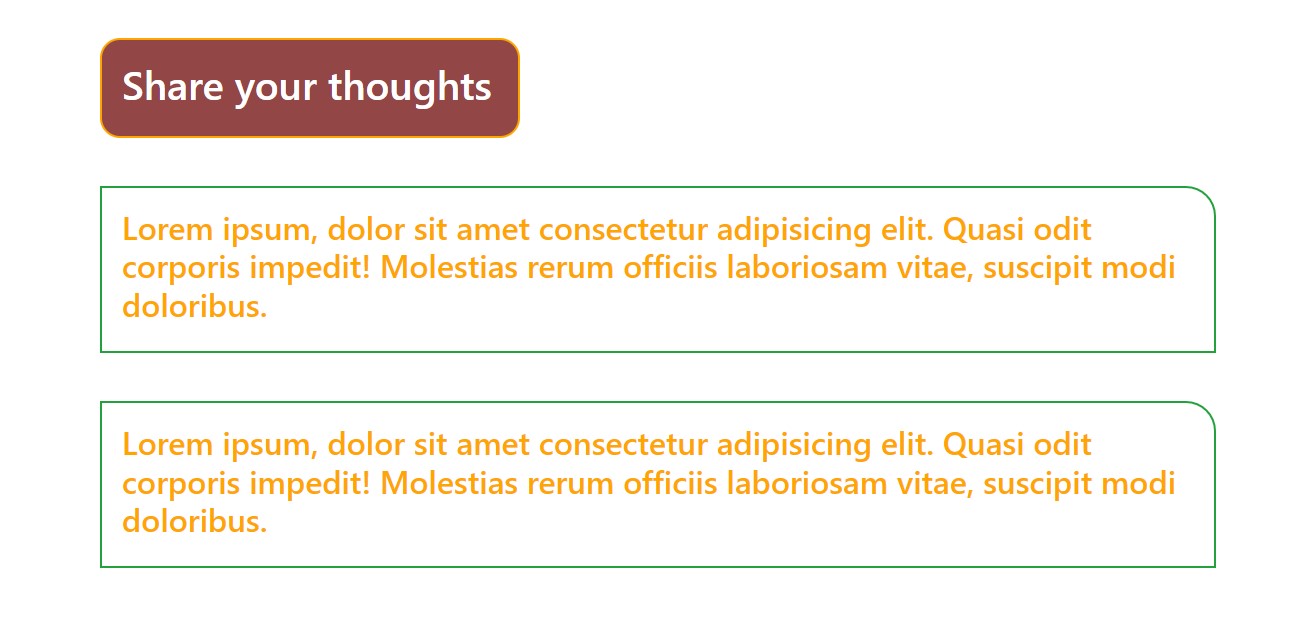 Share your thoughts
Lorem ipsum, dolor sit amet consectetur adipisicing elit. Quasi odit
corporis impedit! Molestias rerum officiis laboriosam vitae, suscipit modi
doloribus.
Lorem ipsum, dolor sit amet consectetur adipisicing elit. Quasi odit
corporis impedit! Molestias rerum officiis laboriosam vitae, suscipit modi
doloribus.